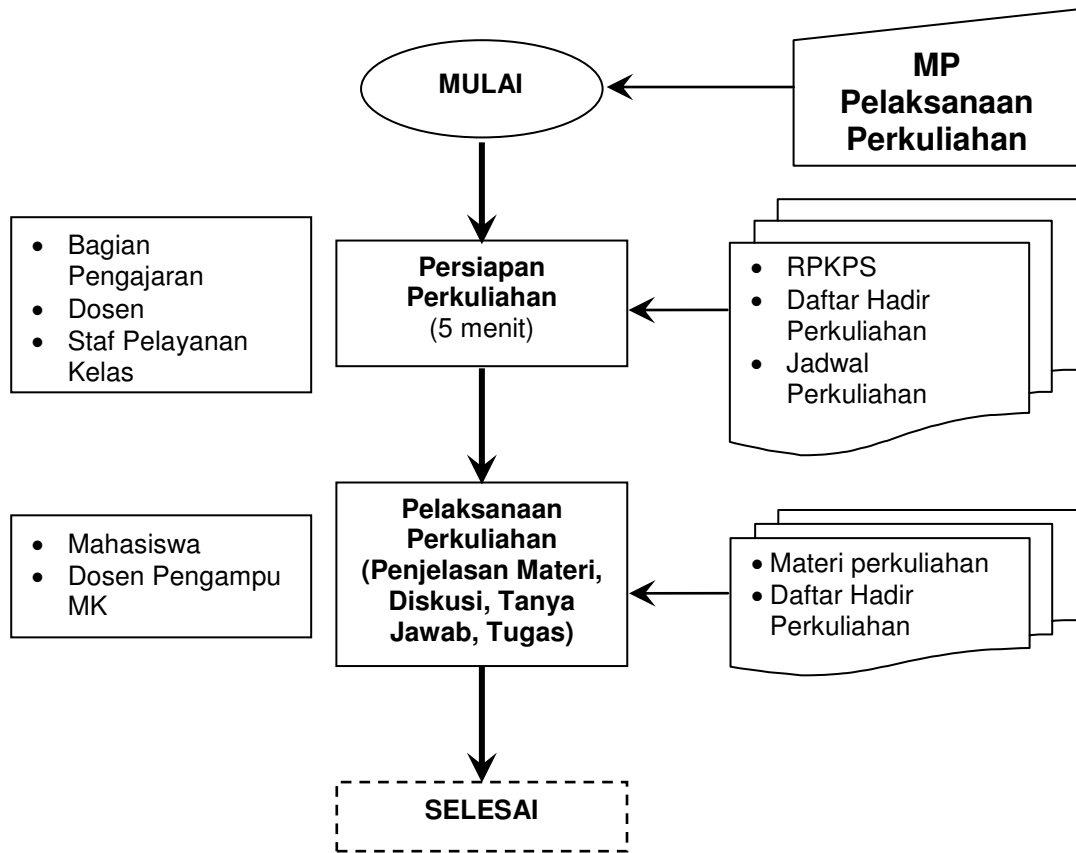 MULAI
MP
Pelaksanaan
Perkuliahan
• Bagian
Pengajaran
• Dosen
• Staf Pelayanan
Kelas
Persiapan
Perkuliahan
(5 menit)
• RPKPS
• Daftar Hadir
Perkuliahan
• Jadwal
Perkuliahan
• Mahasiswa
• Dosen Pengampu
MK
Pelaksanaan
Perkuliahan
(Penjelasan Materi,
Diskusi, Tanya
Jawab, Tugas)
• Materi perkuliahan
• Daftar Hadir
Perkuliahan
SELESAI